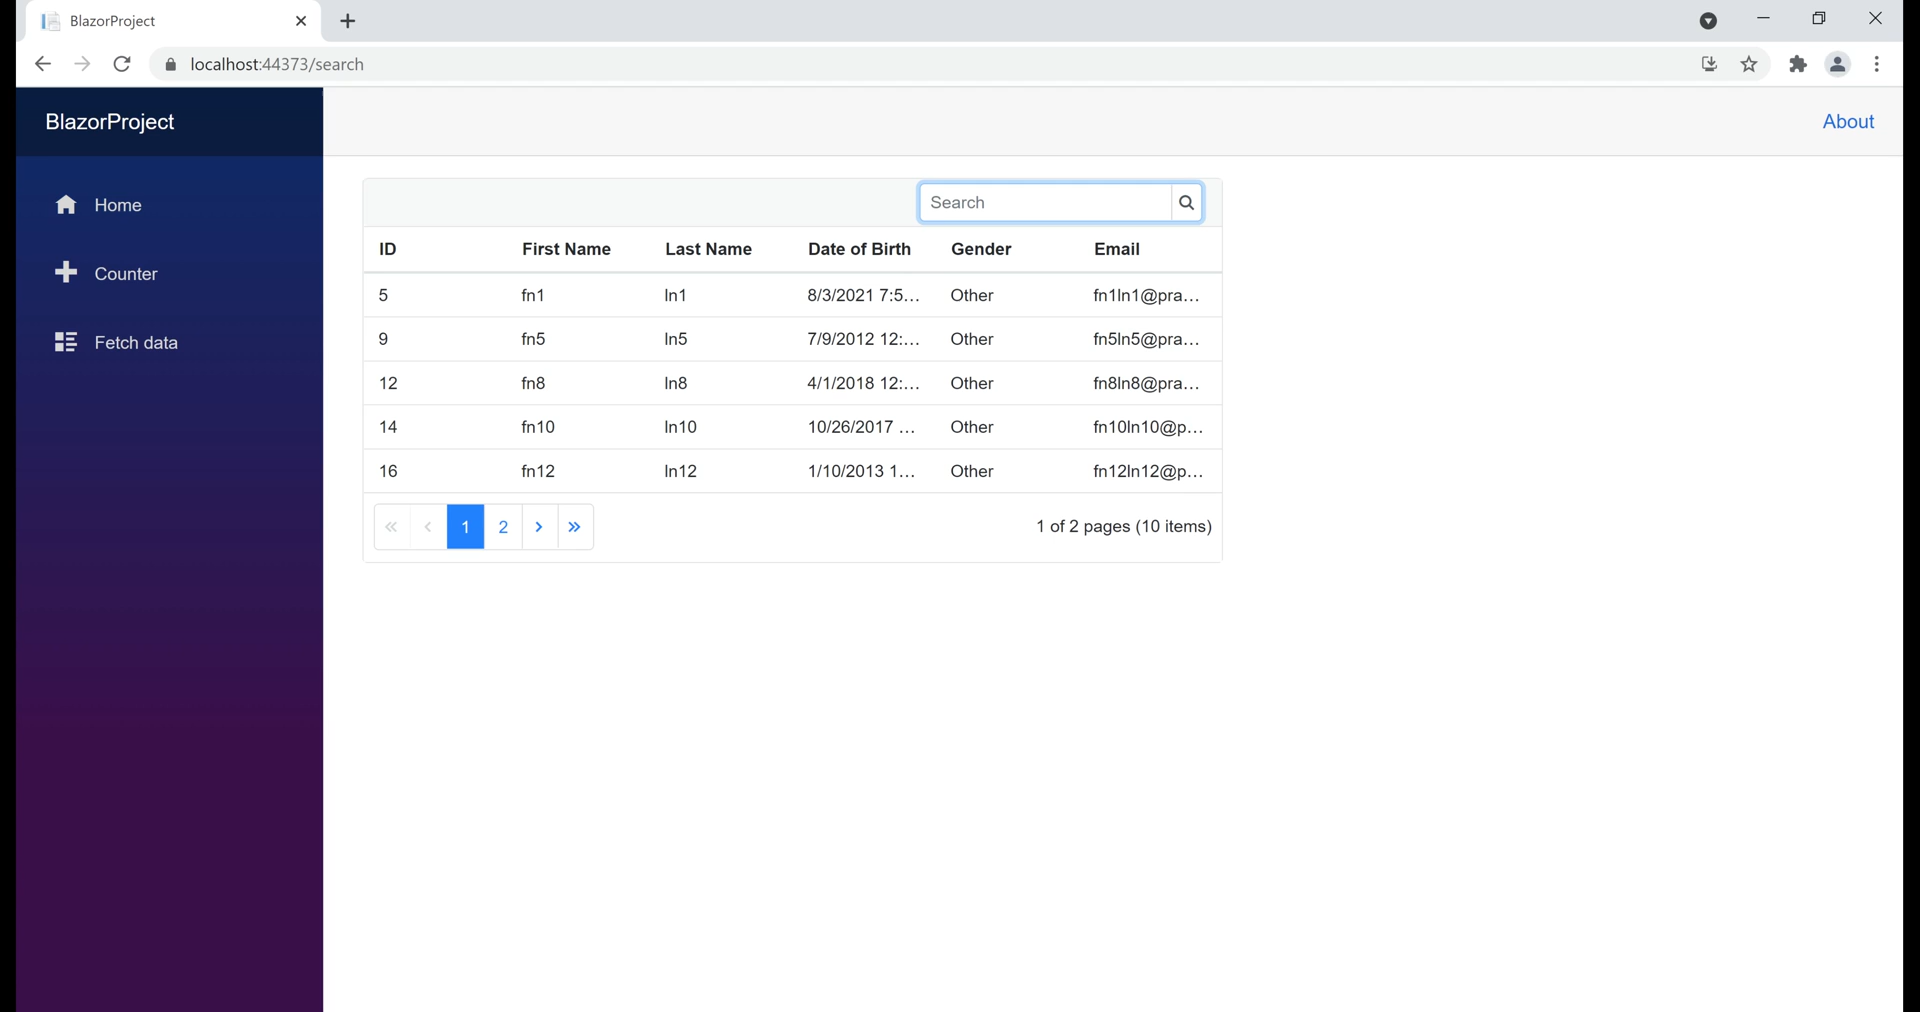 BlazorProject
localhost:44373/search
BlazorProject
About
Home
Counter
Fetch data
Search
ID First Name Last Name Date of Birth Gender Email
5 fn1 ln1 8/3/2021 7:5... Other fn1ln1@pra...
9 fn5 ln5 7/9/2012 12:... Other fn5ln5@pra...
12 fn8 ln8 4/1/2018 12:... Other fn8ln8@pra...
14 fn10 ln10 10/26/2017 ... Other fn10ln10@p...
16 fn12 ln12 1/10/2013 1... Other fn12ln12@p...
« ‹ 1 2 › » 1 of 2 pages (10 items)